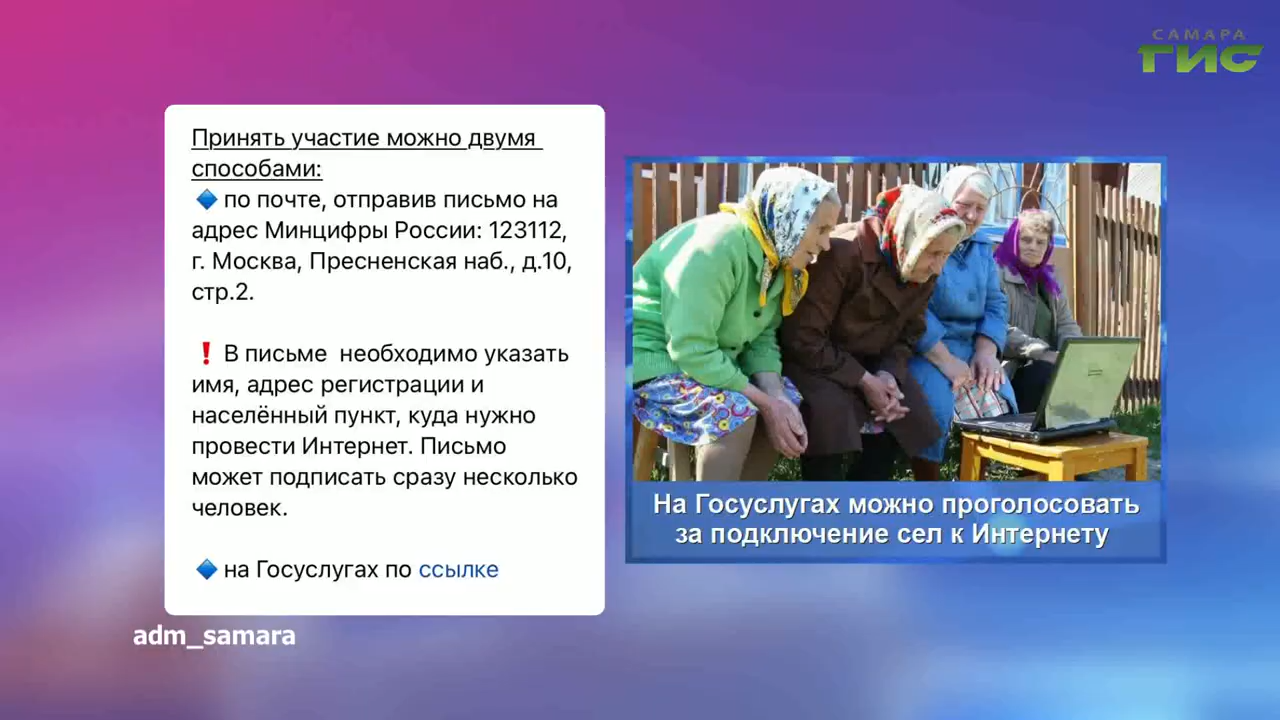 САМАРА
ГИС
Принять участие можно двумя
способами:
🔹 по почте, отправив письмо на
адрес Минцифры России: 123112,
г. Москва, Пресненская наб., д.10,
стр.2.
❗ В письме необходимо указать
имя, адрес регистрации и
населённый пункт, куда нужно
провести Интернет. Письмо
может подписать сразу несколько
человек.
🔹 на Госуслугах по ссылке
adm_samara
На Госуслугах можно проголосовать
за подключение сел к Интернету